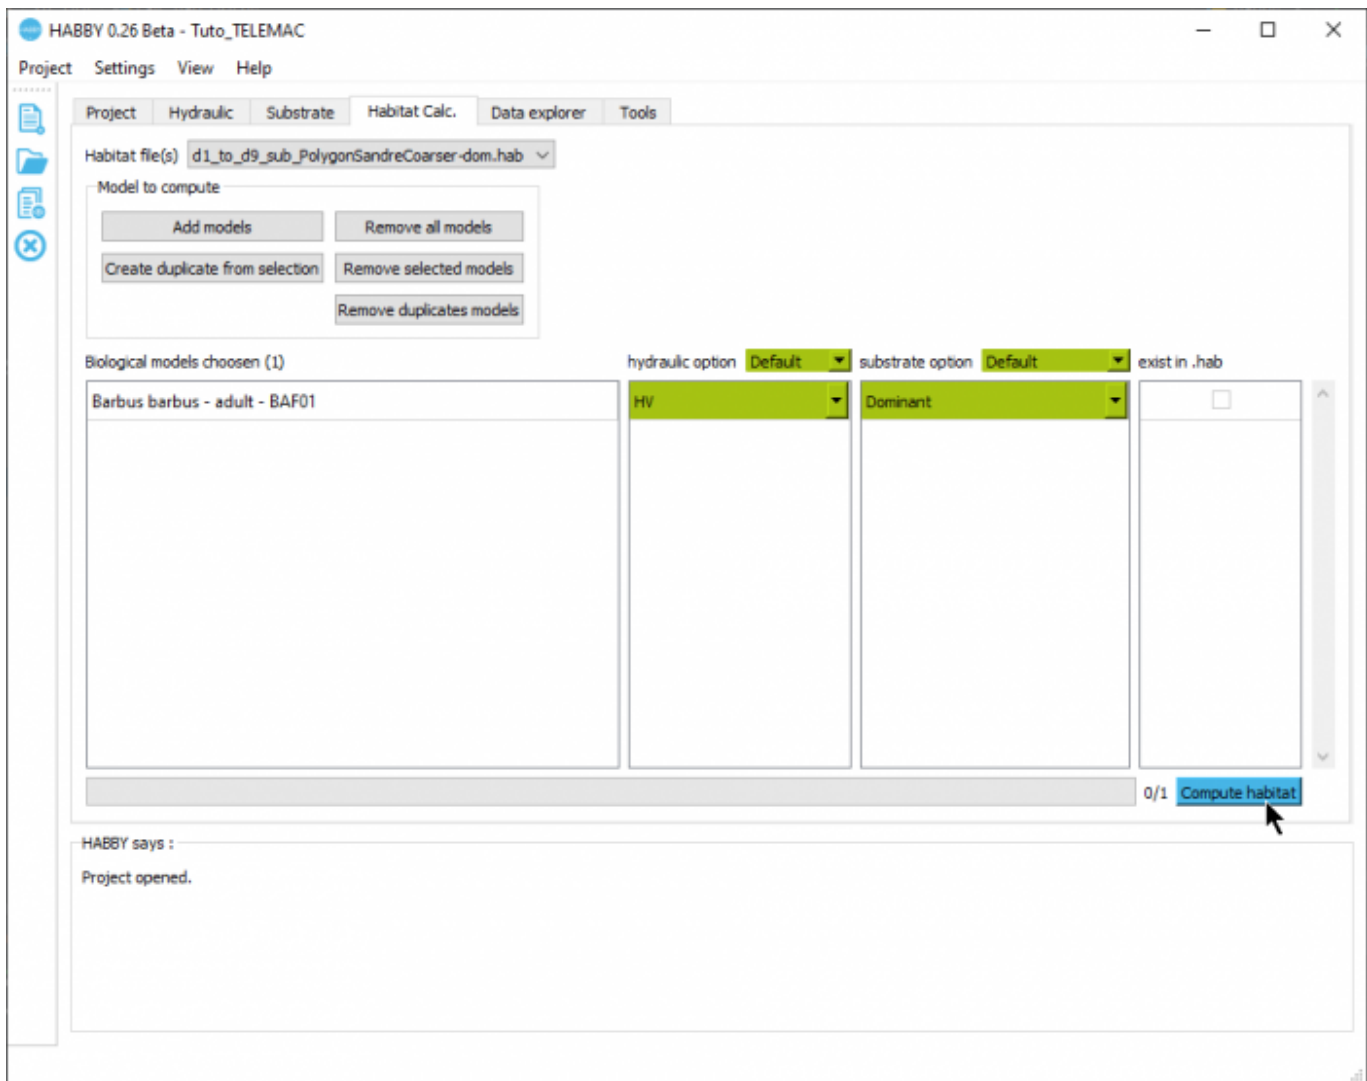 HABBY 0.26 Beta - Tuto_TELEMAC
Project Settings View Help
Project Hydraulic Substrate Habitat Calc. Data explorer Tools
Habitat file(s) d1_to_d9_sub_PolygonSandreCoarser-dom.hab
Model to compute
Add models Remove all models
Create duplicate from selection Remove selected models
Remove duplicates models
Biological models choosen (1) hydraulic option Default substrate option Default exist in .hab
Barbus barbus - adult - BAF01 HV Dominant
0/1 Compute habitat
HABBY says :
Project opened.